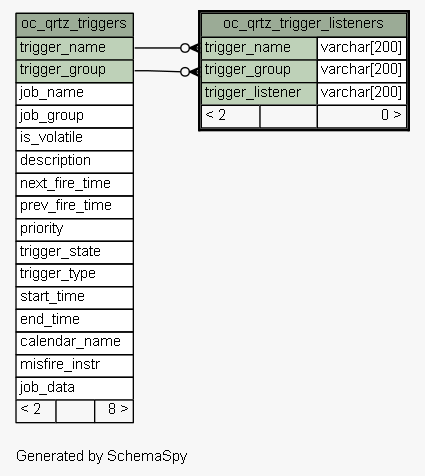 oc_qrtz_triggers
trigger_name
trigger_group
job_name
job_group
is_volatile
description
next_fire_time
prev_fire_time
priority
trigger_state
trigger_type
start_time
end_time
calendar_name
misfire_instr
job_data
< 2 8 >
oc_qrtz_trigger_listeners
trigger_name varchar[200]
trigger_group varchar[200]
trigger_listener varchar[200]
< 2 0 >
Generated by SchemaSpy